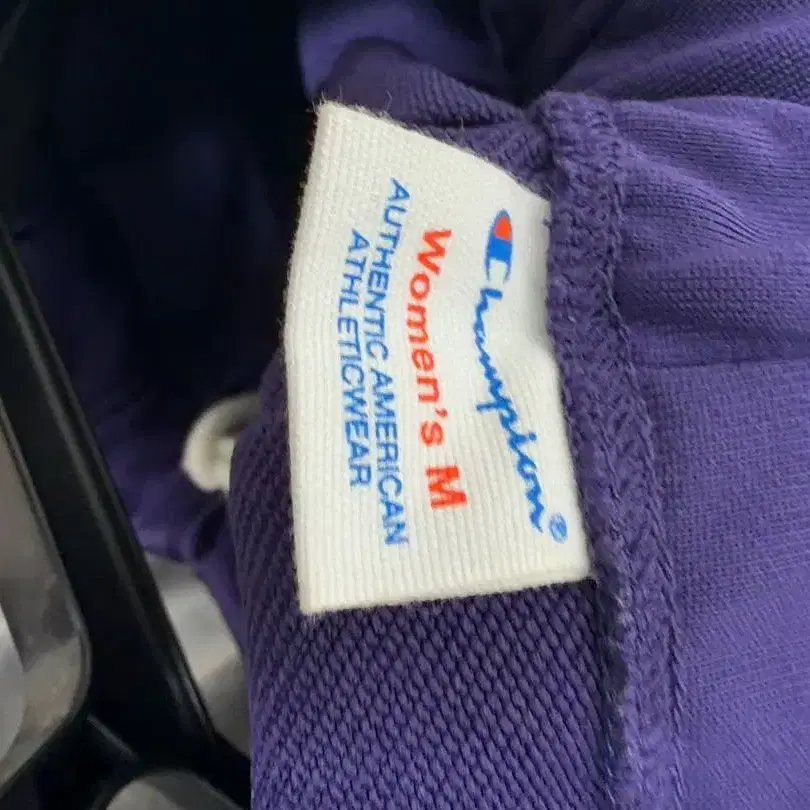 Champion®
Women's M
AUTHENTIC AMERICAN
ATHLETICWEAR